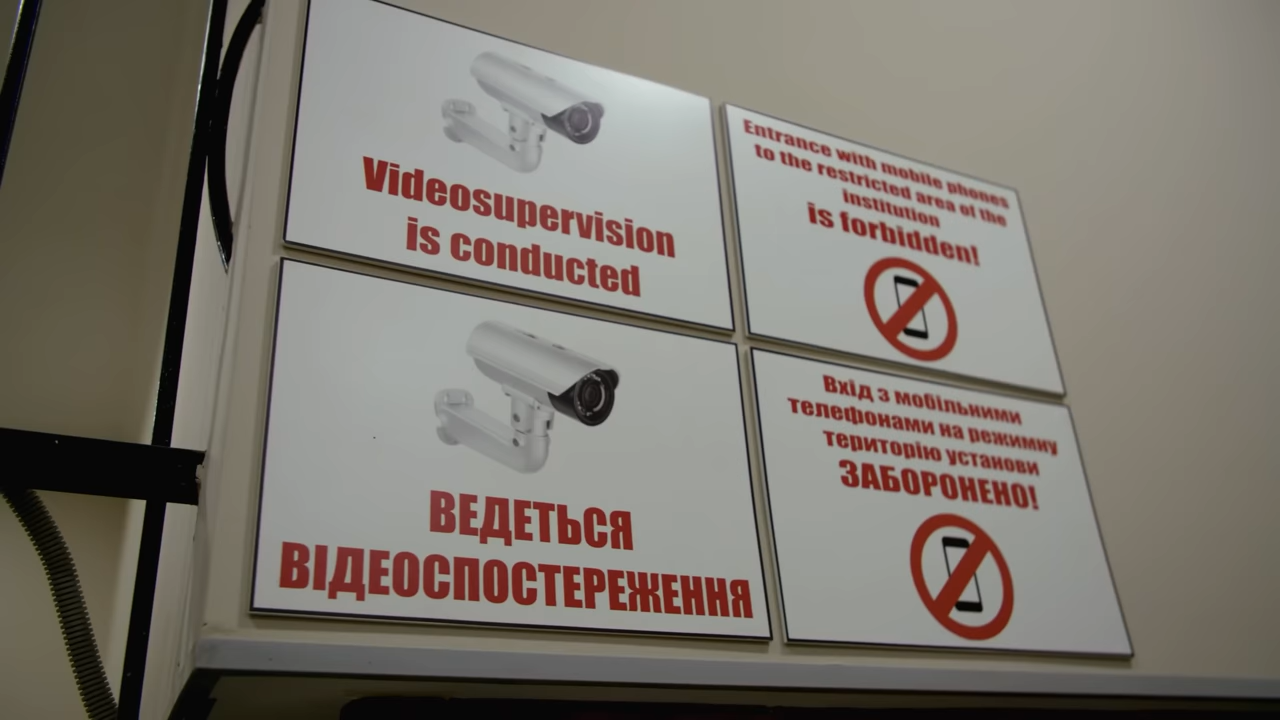 Videosupervision
is conducted
Entrance with mobile phones
to the restricted area of the
institution
is forbidden!
ВЕДЕТЬСЯ
ВІДЕОСПОСТЕРЕЖЕННЯ
Вхід з мобільними
телефонами на режимну
територію установи
ЗАБОРОНЕНО!